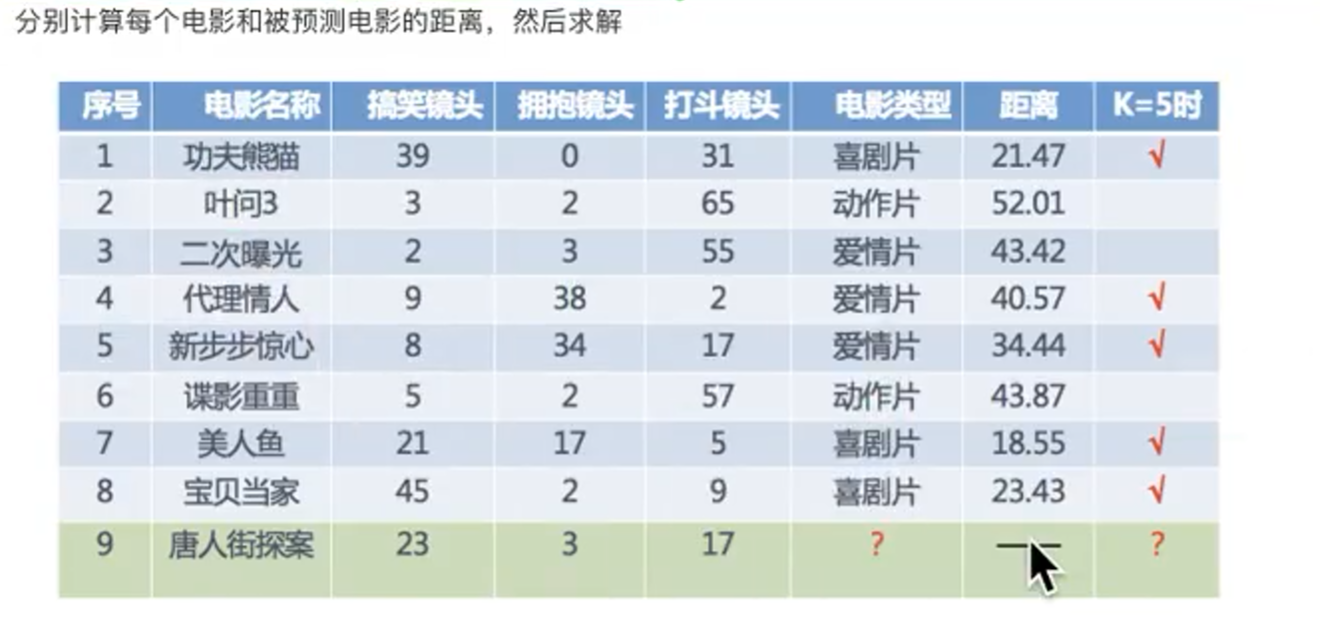 分别计算每个电影和被预测电影的距离，然后求解
序号 电影名称 搞笑镜头 拥抱镜头 打斗镜头 电影类型 距离 K=5时
1 功夫熊猫 39 0 31 喜剧片 21.47 √
2 叶问3 3 2 65 动作片 52.01
3 二次曝光 2 3 55 爱情片 43.42
4 代理情人 9 38 2 爱情片 40.57 √
5 新步步惊心 8 34 17 爱情片 34.44 √
6 谍影重重 5 2 57 动作片 43.87
7 美人鱼 21 17 5 喜剧片 18.55 √
8 宝贝当家 45 2 9 喜剧片 23.43 √
9 唐人街探案 23 3 17 ? — ?